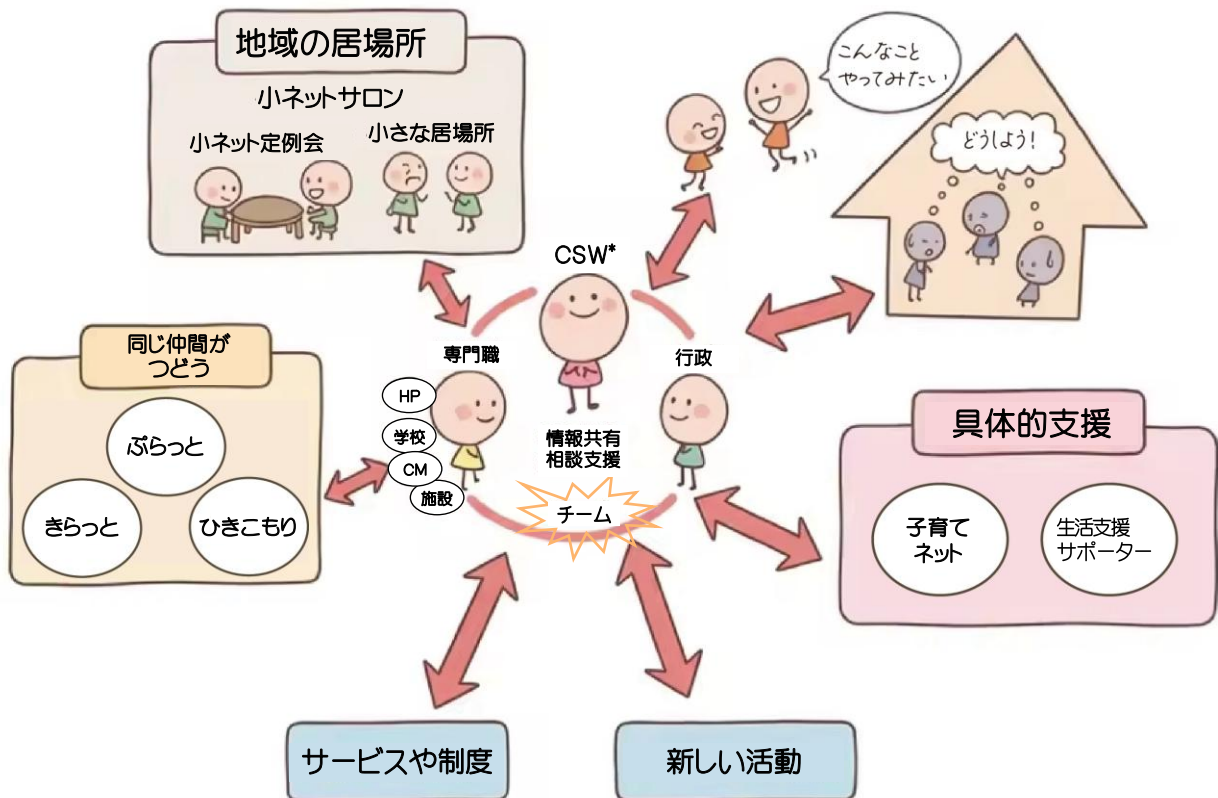 地域の居場所
小ネットサロン
小ネット定例会
小さな居場所
こんなこと
やってみたい
どうしよう!
CSW*
専門職
行政
HP
学校
CM
施設
情報共有
相談支援
チーム
同じ仲間が
つどう
ぷらっと
きらっと
ひきこもり
具体的支援
子育て
ネット
生活支援
サポーター
サービスや制度
新しい活動